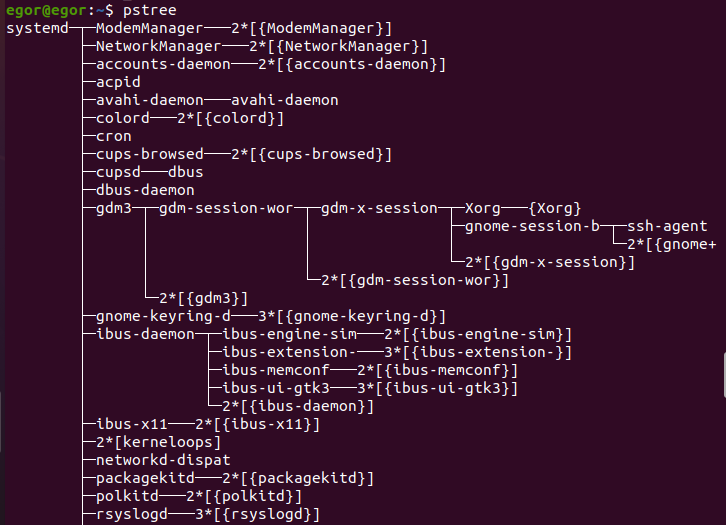 egor@egor:~$ pstree
systemd─┬─ModemManager───2*[{ModemManager}]
        ├─NetworkManager───2*[{NetworkManager}]
        ├─accounts-daemon───2*[{accounts-daemon}]
        ├─acpid
        ├─avahi-daemon───avahi-daemon
        ├─colord───2*[{colord}]
        ├─cron
        ├─cups-browsed───2*[{cups-browsed}]
        ├─cupsd───dbus
        ├─dbus-daemon
        ├─gdm3─┬─gdm-session-wor─┬─gdm-x-session─┬─Xorg───{Xorg}
        │      │                 │               ├─gnome-session-b─┬─ssh-agent
        │      │                 │               │                 └─2*[{gnome+
        │      │                 │               └─2*[{gdm-x-session}]
        │      │                 └─2*[{gdm-session-wor}]
        │      └─2*[{gdm3}]
        ├─gnome-keyring-d───3*[{gnome-keyring-d}]
        ├─ibus-daemon─┬─ibus-engine-sim───2*[{ibus-engine-sim}]
        │             ├─ibus-extension-───3*[{ibus-extension-}]
        │             ├─ibus-memconf───2*[{ibus-memconf}]
        │             ├─ibus-ui-gtk3───3*[{ibus-ui-gtk3}]
        │             └─2*[{ibus-daemon}]
        ├─ibus-x11───2*[{ibus-x11}]
        ├─2*[kerneloops]
        ├─networkd-dispat
        ├─packagekitd───2*[{packagekitd}]
        ├─polkitd───2*[{polkitd}]
        ├─rsyslogd───3*[{rsyslogd}]